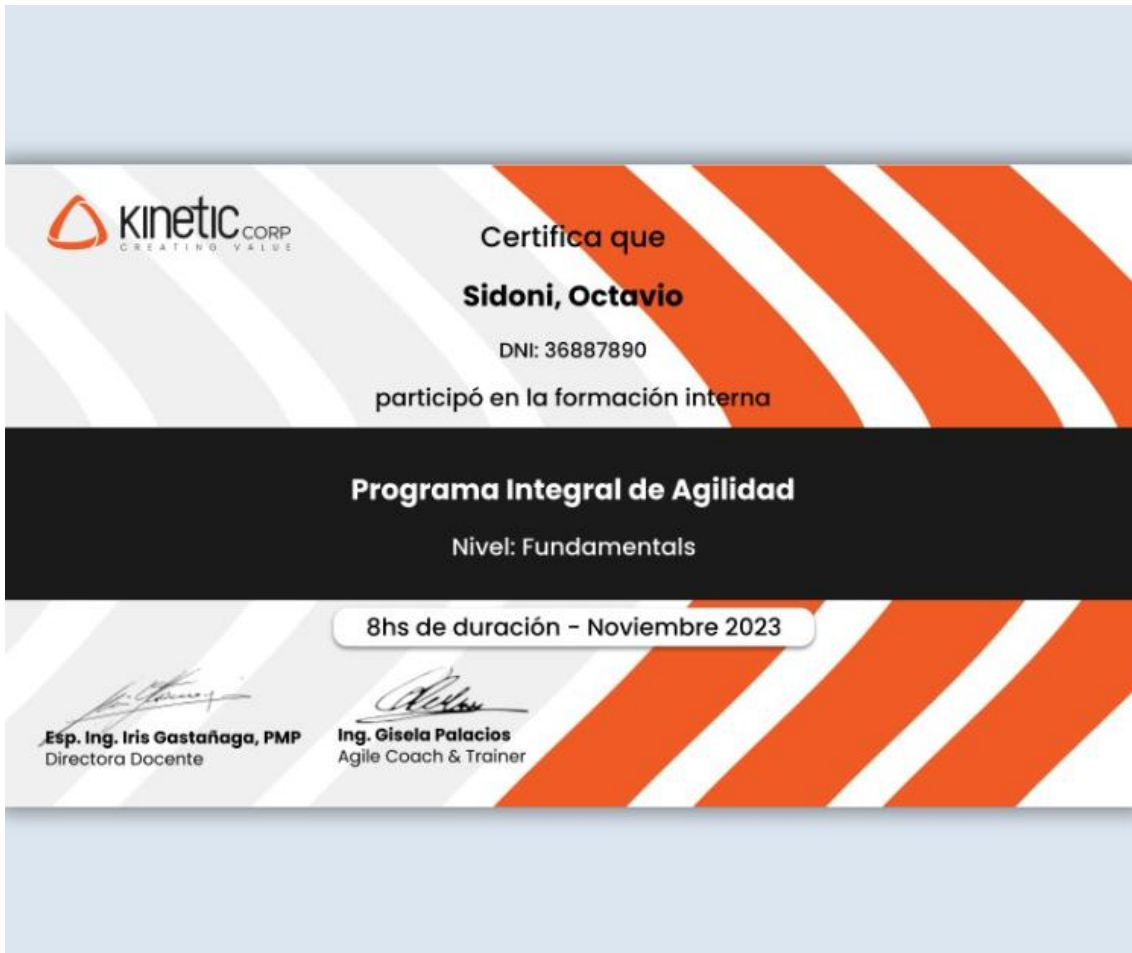 KINETIC CORP
CREATING VALUE
Certifica que
Sidoni, Octavio
DNI: 36887890
participó en la formación interna
Programa Integral de Agilidad
Nivel: Fundamentals
8hs de duración - Noviembre 2023
Esp. Ing. Iris Gastañaga, PMP
Directora Docente
Ing. Gisela Palacios
Agile Coach & Trainer